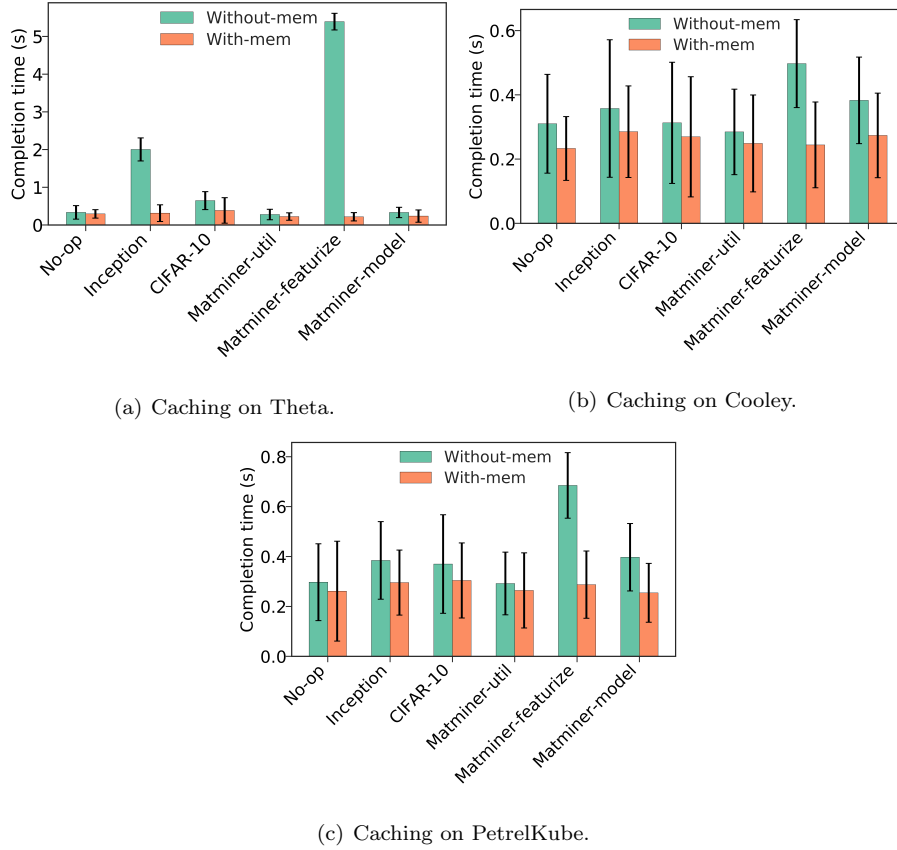 Completion time (s)
5
4
3
2
1
0
Without-mem
With-mem
No-op
Inception
CIFAR-10
Matminer-util
Matminer-featurize
Matminer-model
(a) Caching on Theta.
Completion time (s)
0.6
0.4
0.2
0.0
Without-mem
With-mem
No-op
Inception
CIFAR-10
Matminer-util
Matminer-featurize
Matminer-model
(b) Caching on Cooley.
Completion time (s)
0.8
0.6
0.4
0.2
0.0
Without-mem
With-mem
No-op
Inception
CIFAR-10
Matminer-util
Matminer-featurize
Matminer-model
(c) Caching on PetrelKube.